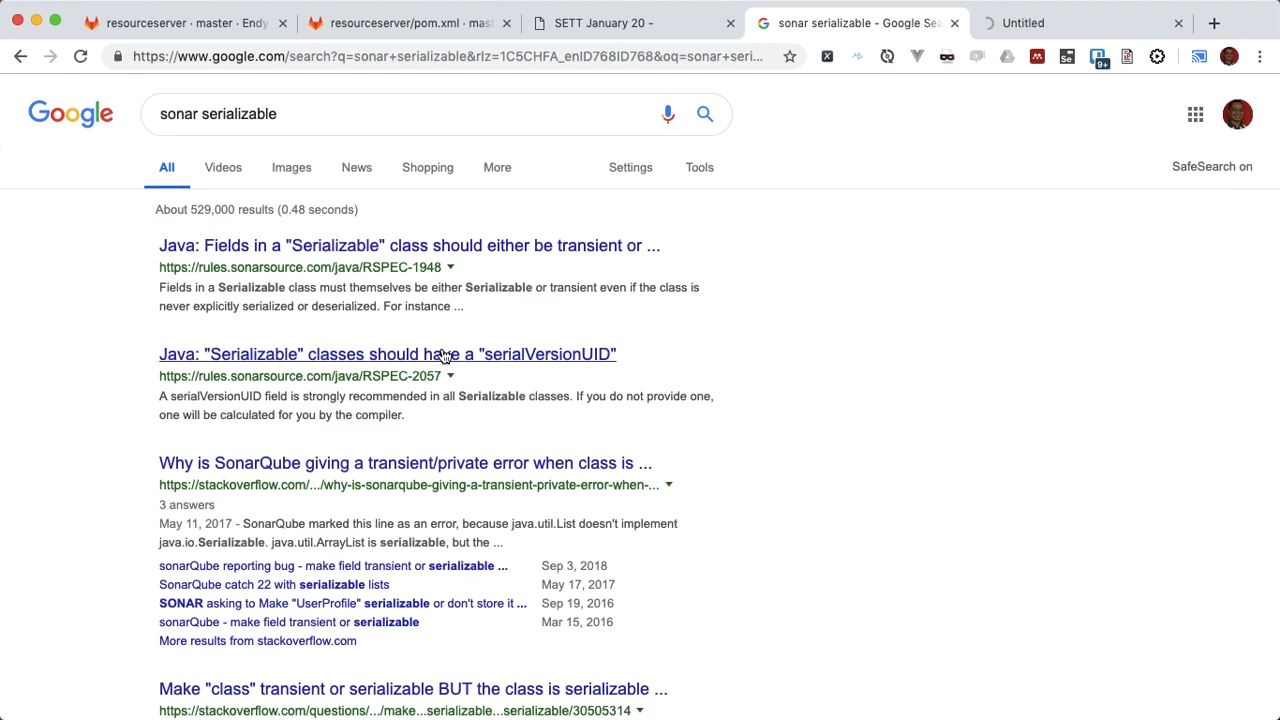 resourceserver · master · Endy
resourceserver/pom.xml · mast
SETT January 20 -
sonar serializable - Google Sea
Untitled
https://www.google.com/search?q=sonar+serializable&rlz=1C5CHFA_enID768ID768&oq=sonar+seri...
Se
9+
Google
sonar serializable
All
Videos
Images
News
Shopping
More
Settings
Tools
SafeSearch on
About 529,000 results (0.48 seconds)
Java: Fields in a "Serializable" class should either be transient or ...
https://rules.sonarsource.com/java/RSPEC-1948
Fields in a Serializable class must themselves be either Serializable or transient even if the class is
never explicitly serialized or deserialized. For instance ...
Java: "Serializable" classes should have a "serialVersionUID"
https://rules.sonarsource.com/java/RSPEC-2057
A serialVersionUID field is strongly recommended in all Serializable classes. If you do not provide one,
one will be calculated for you by the compiler.
Why is SonarQube giving a transient/private error when class is ...
https://stackoverflow.com/.../why-is-sonarqube-giving-a-transient-private-error-when-...
3 answers
May 11, 2017 - SonarQube marked this line as an error, because java.util.List doesn't implement
java.io.Serializable. java.util.ArrayList is serializable, but the ...
sonarQube reporting bug - make field transient or serializable ... Sep 3, 2018
SonarQube catch 22 with serializable lists May 17, 2017
SONAR asking to Make "UserProfile" serializable or don't store it ... Sep 19, 2016
sonarQube - make field transient or serializable Mar 15, 2016
More results from stackoverflow.com
Make "class" transient or serializable BUT the class is serializable ...
https://stackoverflow.com/questions/.../make...serializable...serializable/30505314